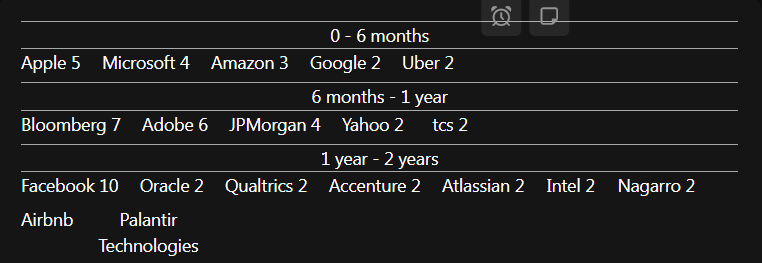 0 - 6 months
Apple 5 Microsoft 4 Amazon 3 Google 2 Uber 2
6 months - 1 year
Bloomberg 7 Adobe 6 JPMorgan 4 Yahoo 2 tcs 2
1 year - 2 years
Facebook 10 Oracle 2 Qualtrics 2 Accenture 2 Atlassian 2 Intel 2 Nagarro 2
Airbnb Palantir
Technologies